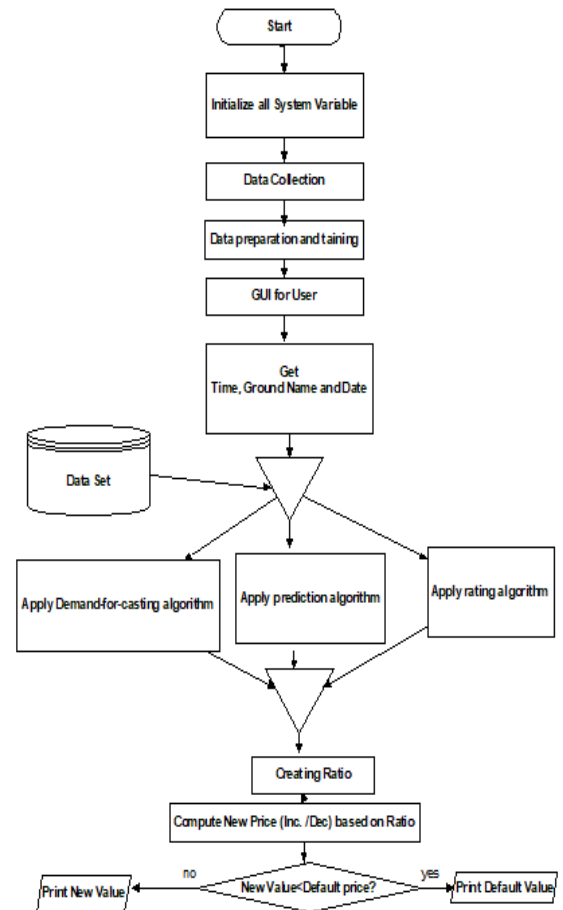 Start
Initialize all System Variable
Data Collection
Data preparation and taining
GUI for User
Get
Time, Ground Name and Date
Data Set
Apply Demand-for-casting algorithm
Apply prediction algorithm
Apply rating algorithm
Creating Ratio
Compute New Price (Inc. /Dec) based on Ratio
no
New Value<Default price?
yes
Print New Value
Print Default Value